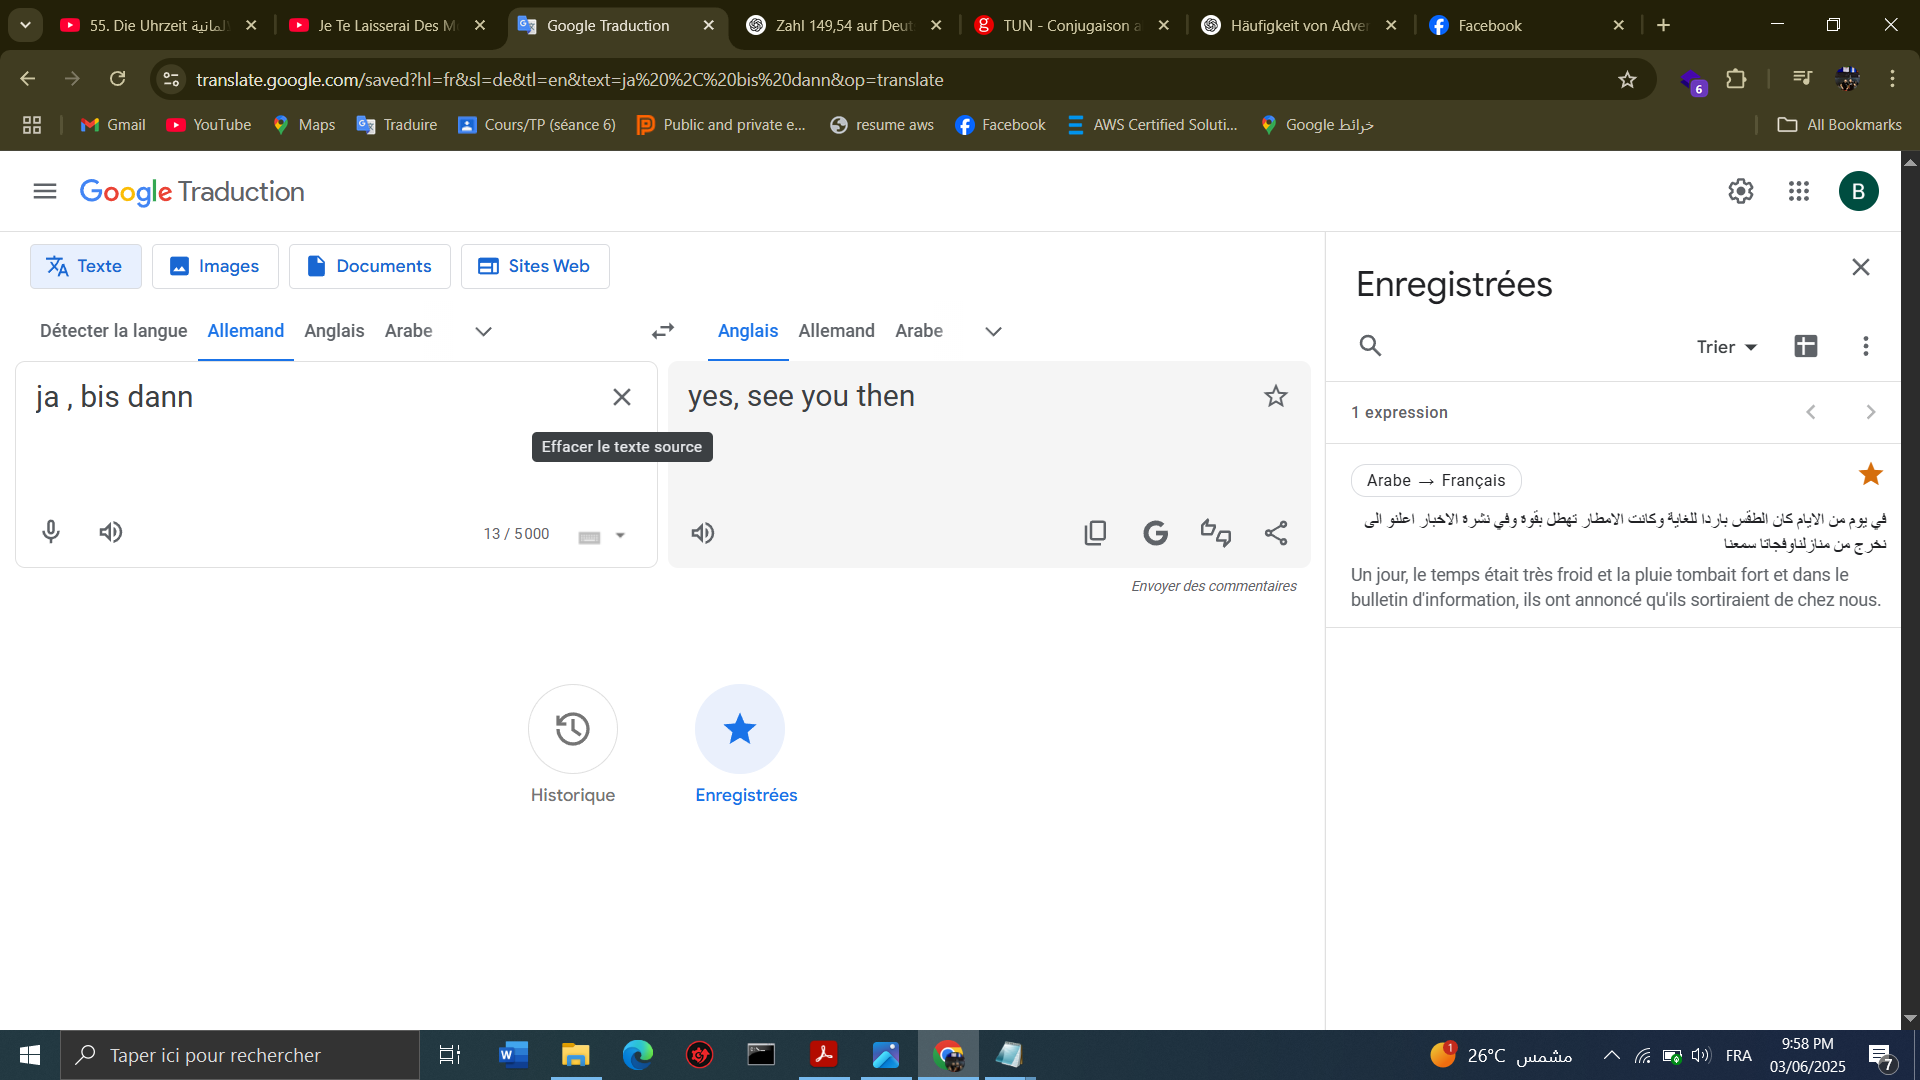 55. Die Uhrzeit
Je Te Laisserai Des M
Google Traduction
Zahl 149,54 auf Deut
TUN - Conjugaison a
Häufigkeit von Adver
Facebook
translate.google.com/saved?hl=fr&sl=de&tl=en&text=ja%20%2C%20bis%20dann&op=translate
6
Gmail
YouTube
Maps
Traduire
Cours/TP (séance 6)
Public and private e...
resume aws
Facebook
AWS Certified Soluti...
خرائط Google
All Bookmarks
Google Traduction
B
Texte
Images
Documents
Sites Web
Détecter la langue
Allemand
Anglais
Arabe
Anglais
Allemand
Arabe
ja , bis dann
yes, see you then
Effacer le texte source
13 / 5 000
Envoyer des commentaires
Historique
Enregistrées
Enregistrées
Trier
1 expression
Arabe → Français
في يوم من الايام كان الطقس باردا للغاية وكانت الامطار تهطل بقوة وفي نشرة الاخبار اعلنو الى
نخرج من منازلناوفجاتا سمعنا
Un jour, le temps était très froid et la pluie tombait fort et dans le
bulletin d'information, ils ont annoncé qu'ils sortiraient de chez nous.
Taper ici pour rechercher
1
26°C مشمس
FRA
9:58 PM
03/06/2025
7